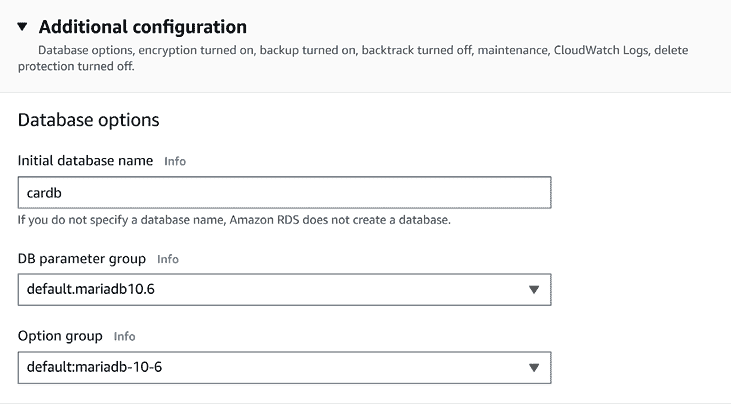 Additional configuration
Database options, encryption turned on, backup turned on, backtrack turned off, maintenance, CloudWatch Logs, delete
protection turned off.
Database options
Initial database name Info
cardb
If you do not specify a database name, Amazon RDS does not create a database.
DB parameter group Info
default.mariadb10.6
Option group Info
default:mariadb-10-6